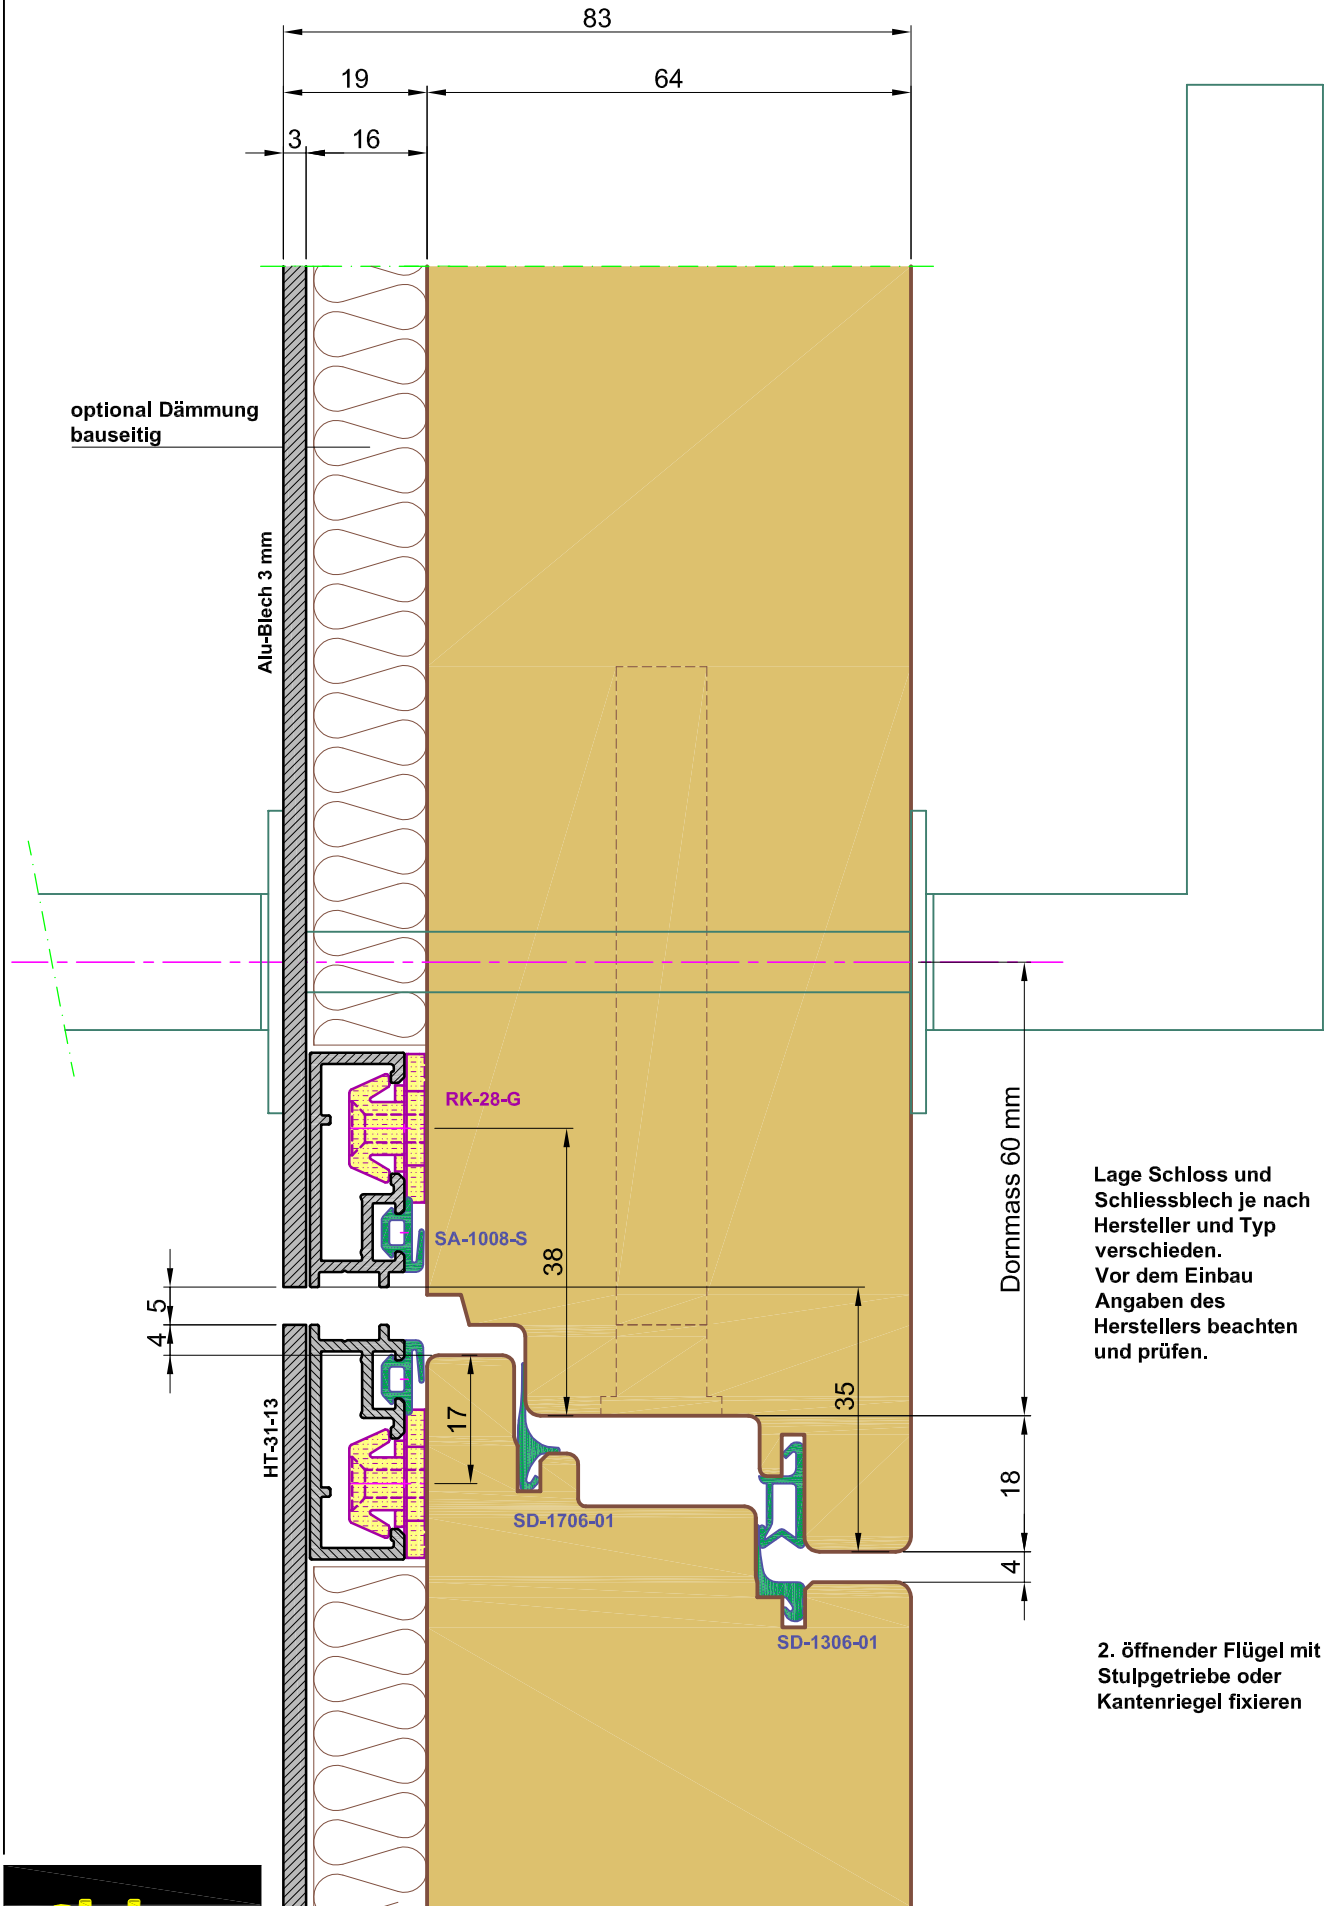 83
19
64
3
16
optional Dämmung
bauseitig
Alu-Blech 3 mm
RK-28-G
SA-1008-S
38
Dornmass 60 mm
Lage Schloss und
Schliessblech je nach
Hersteller und Typ
verschieden.
Vor dem Einbau
Angaben des
Herstellers beachten
und prüfen.
5
4
17
35
HT-31-13
18
SD-1706-01
4
SD-1306-01
2. öffnender Flügel mit
Stulpgetriebe oder
Kantenriegel fixieren